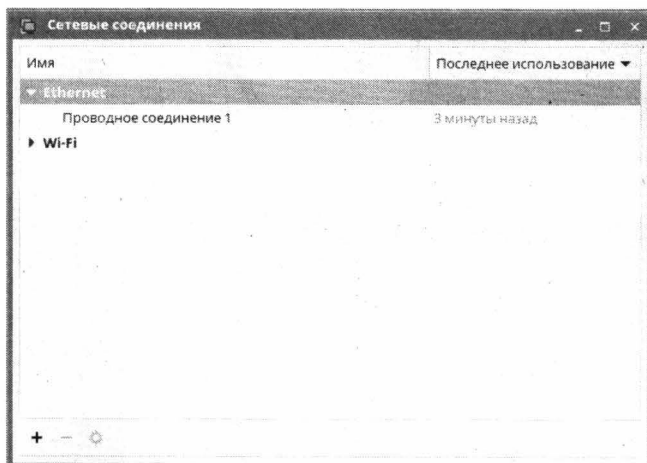 Сетевые соединения
Имя
Последнее использование
Ethernet
Проводное соединение 1
3 минуты назад
Wi-Fi